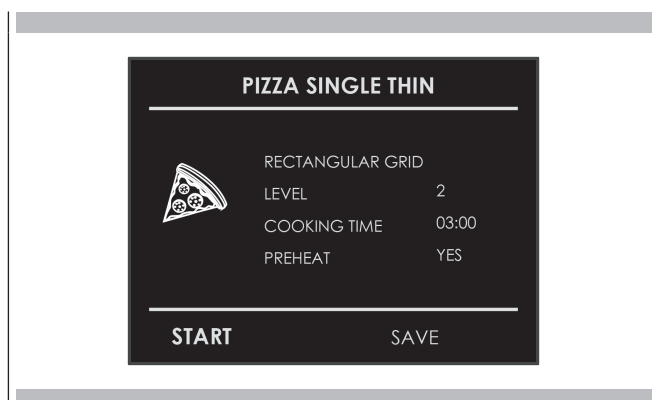 PIZZA SINGLE THIN
RECTANGULAR GRID
LEVEL 2
COOKING TIME 03:00
PREHEAT YES
START SAVE